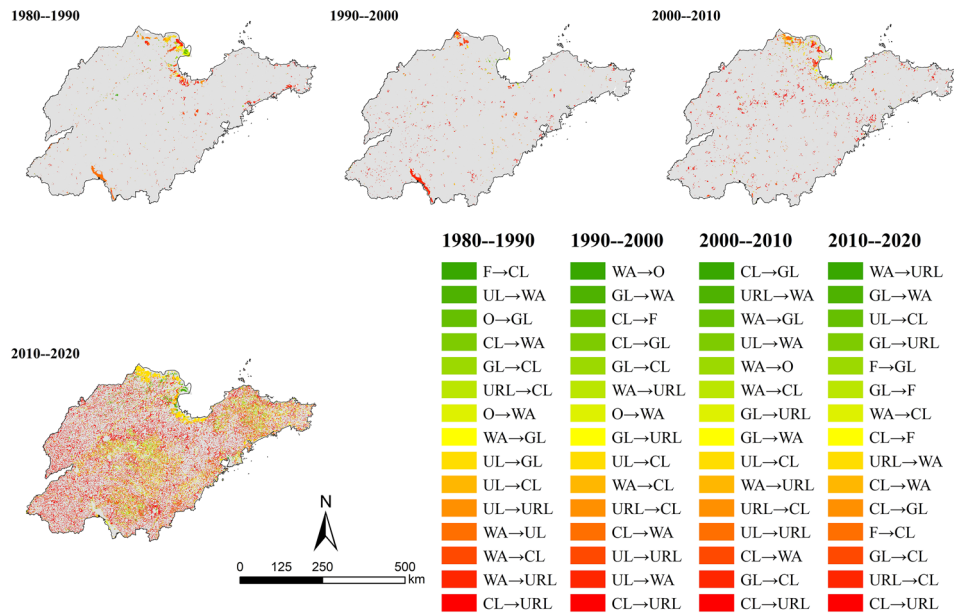 1980--1990
1990--2000
2000--2010
1980--1990 1990--2000 2000--2010 2010--2020
F→CL WA→O CL→GL WA→URL
UL→WA GL→WA URL→WA GL→WA
O→GL CL→F WA→GL UL→CL
CL→WA CL→GL UL→WA GL→URL
GL→CL GL→CL WA→O F→GL
URL→CL WA→URL WA→CL GL→F
O→WA O→WA GL→URL WA→CL
WA→GL GL→URL GL→WA CL→F
UL→GL UL→CL UL→CL URL→WA
UL→CL WA→CL WA→URL CL→WA
UL→URL URL→CL URL→CL CL→GL
WA→UL CL→WA UL→URL F→CL
WA→CL UL→URL CL→WA GL→CL
WA→URL UL→WA GL→CL URL→CL
CL→URL CL→URL CL→URL CL→URL
2010--2020
N
0 125 250 500
km